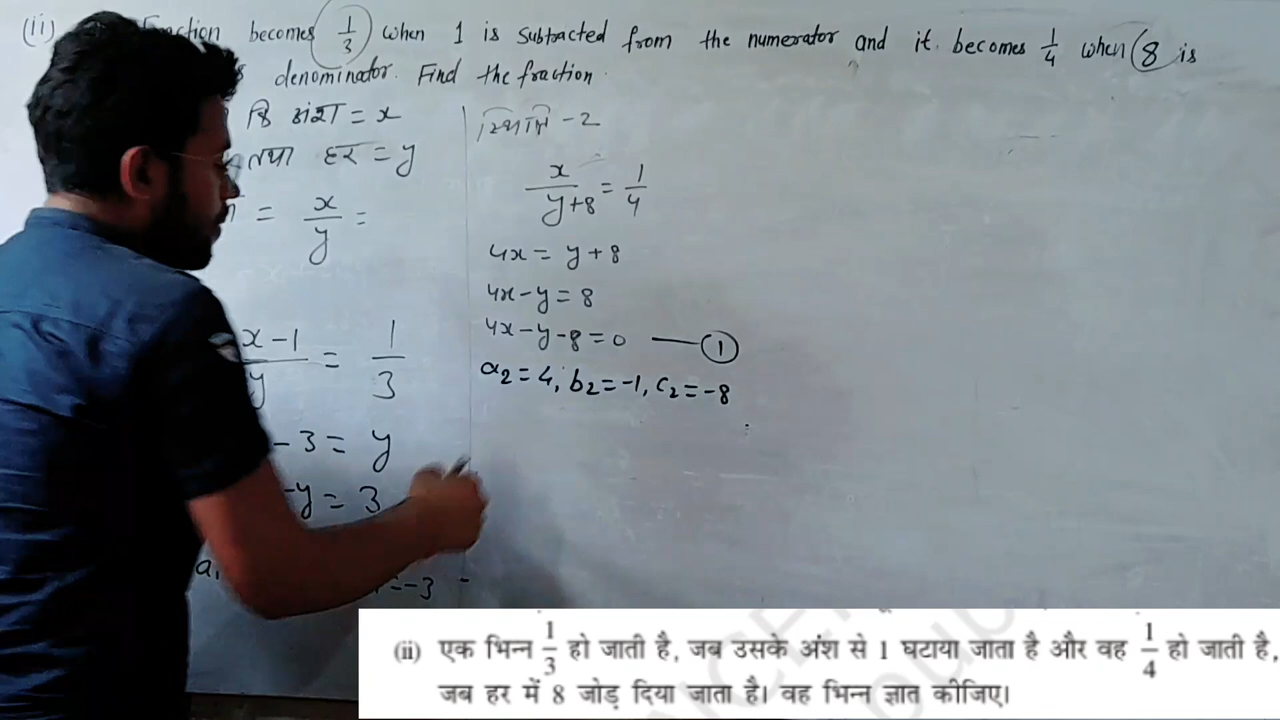 (ii) becomes 1/3 when 1 is subtracted from the numerator and it. becomes 1/4 when 8 is
denominator. Find the fraction.
कि अंश = x
तथा हर = y
= x/y =
x-1/y = 1/3
-3 = y
-y = 3
a₁ =-3
-2
x/y+8 = 1/4
4x = y+8
4x-y = 8
4x-y-8=0 — ①
a₂=4, b₂=-1, c₂=-8
(ii) एक भिन्न 1/3 हो जाती है, जब उसके अंश से 1 घटाया जाता है और वह 1/4 हो जाती है,
जब हर में 8 जोड़ दिया जाता है। वह भिन्न ज्ञात कीजिए।